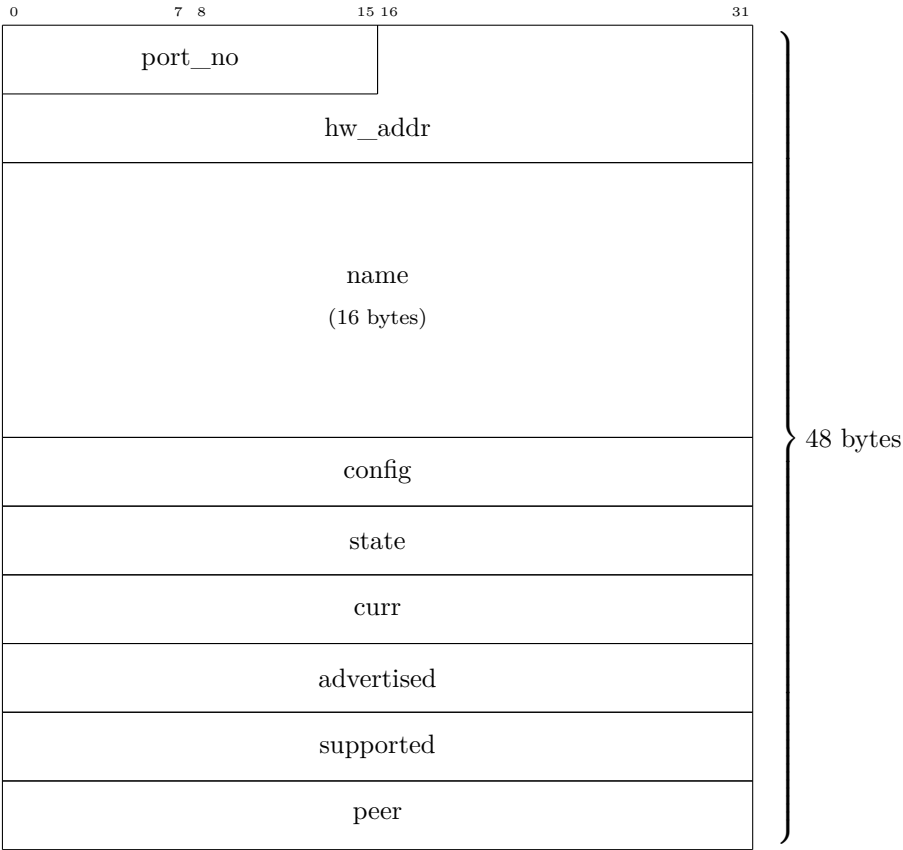 0 7 8 15 16 31
port_no
hw_addr
name
(16 bytes)
48 bytes
config
state
curr
advertised
supported
peer